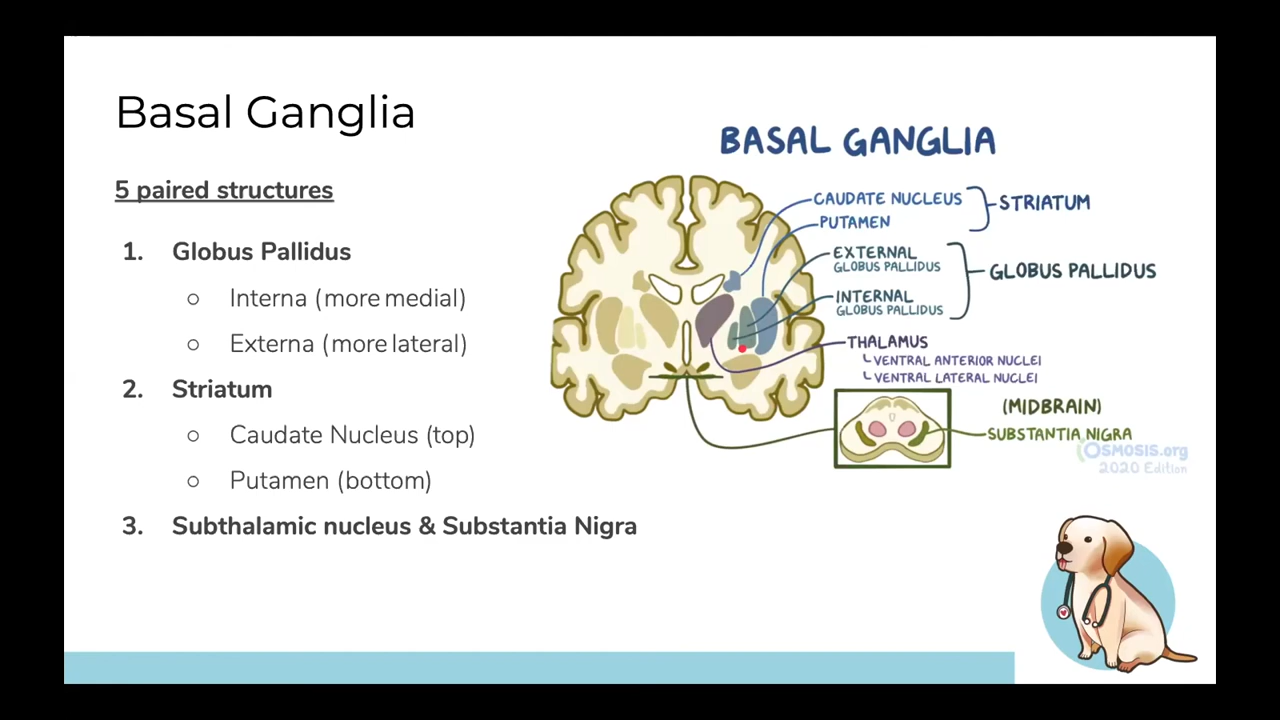 Basal Ganglia
5 paired structures
1. Globus Pallidus
○ Interna (more medial)
○ Externa (more lateral)
2. Striatum
○ Caudate Nucleus (top)
○ Putamen (bottom)
3. Subthalamic nucleus & Substantia Nigra
BASAL GANGLIA
CAUDATE NUCLEUS
PUTAMEN
STRIATUM
EXTERNAL
GLOBUS PALLIDUS
INTERNAL
GLOBUS PALLIDUS
GLOBUS PALLIDUS
THALAMUS
VENTRAL ANTERIOR NUCLEI
VENTRAL LATERAL NUCLEI
(MIDBRAIN)
SUBSTANTIA NIGRA
OSMOSIS.org
2020 Edition